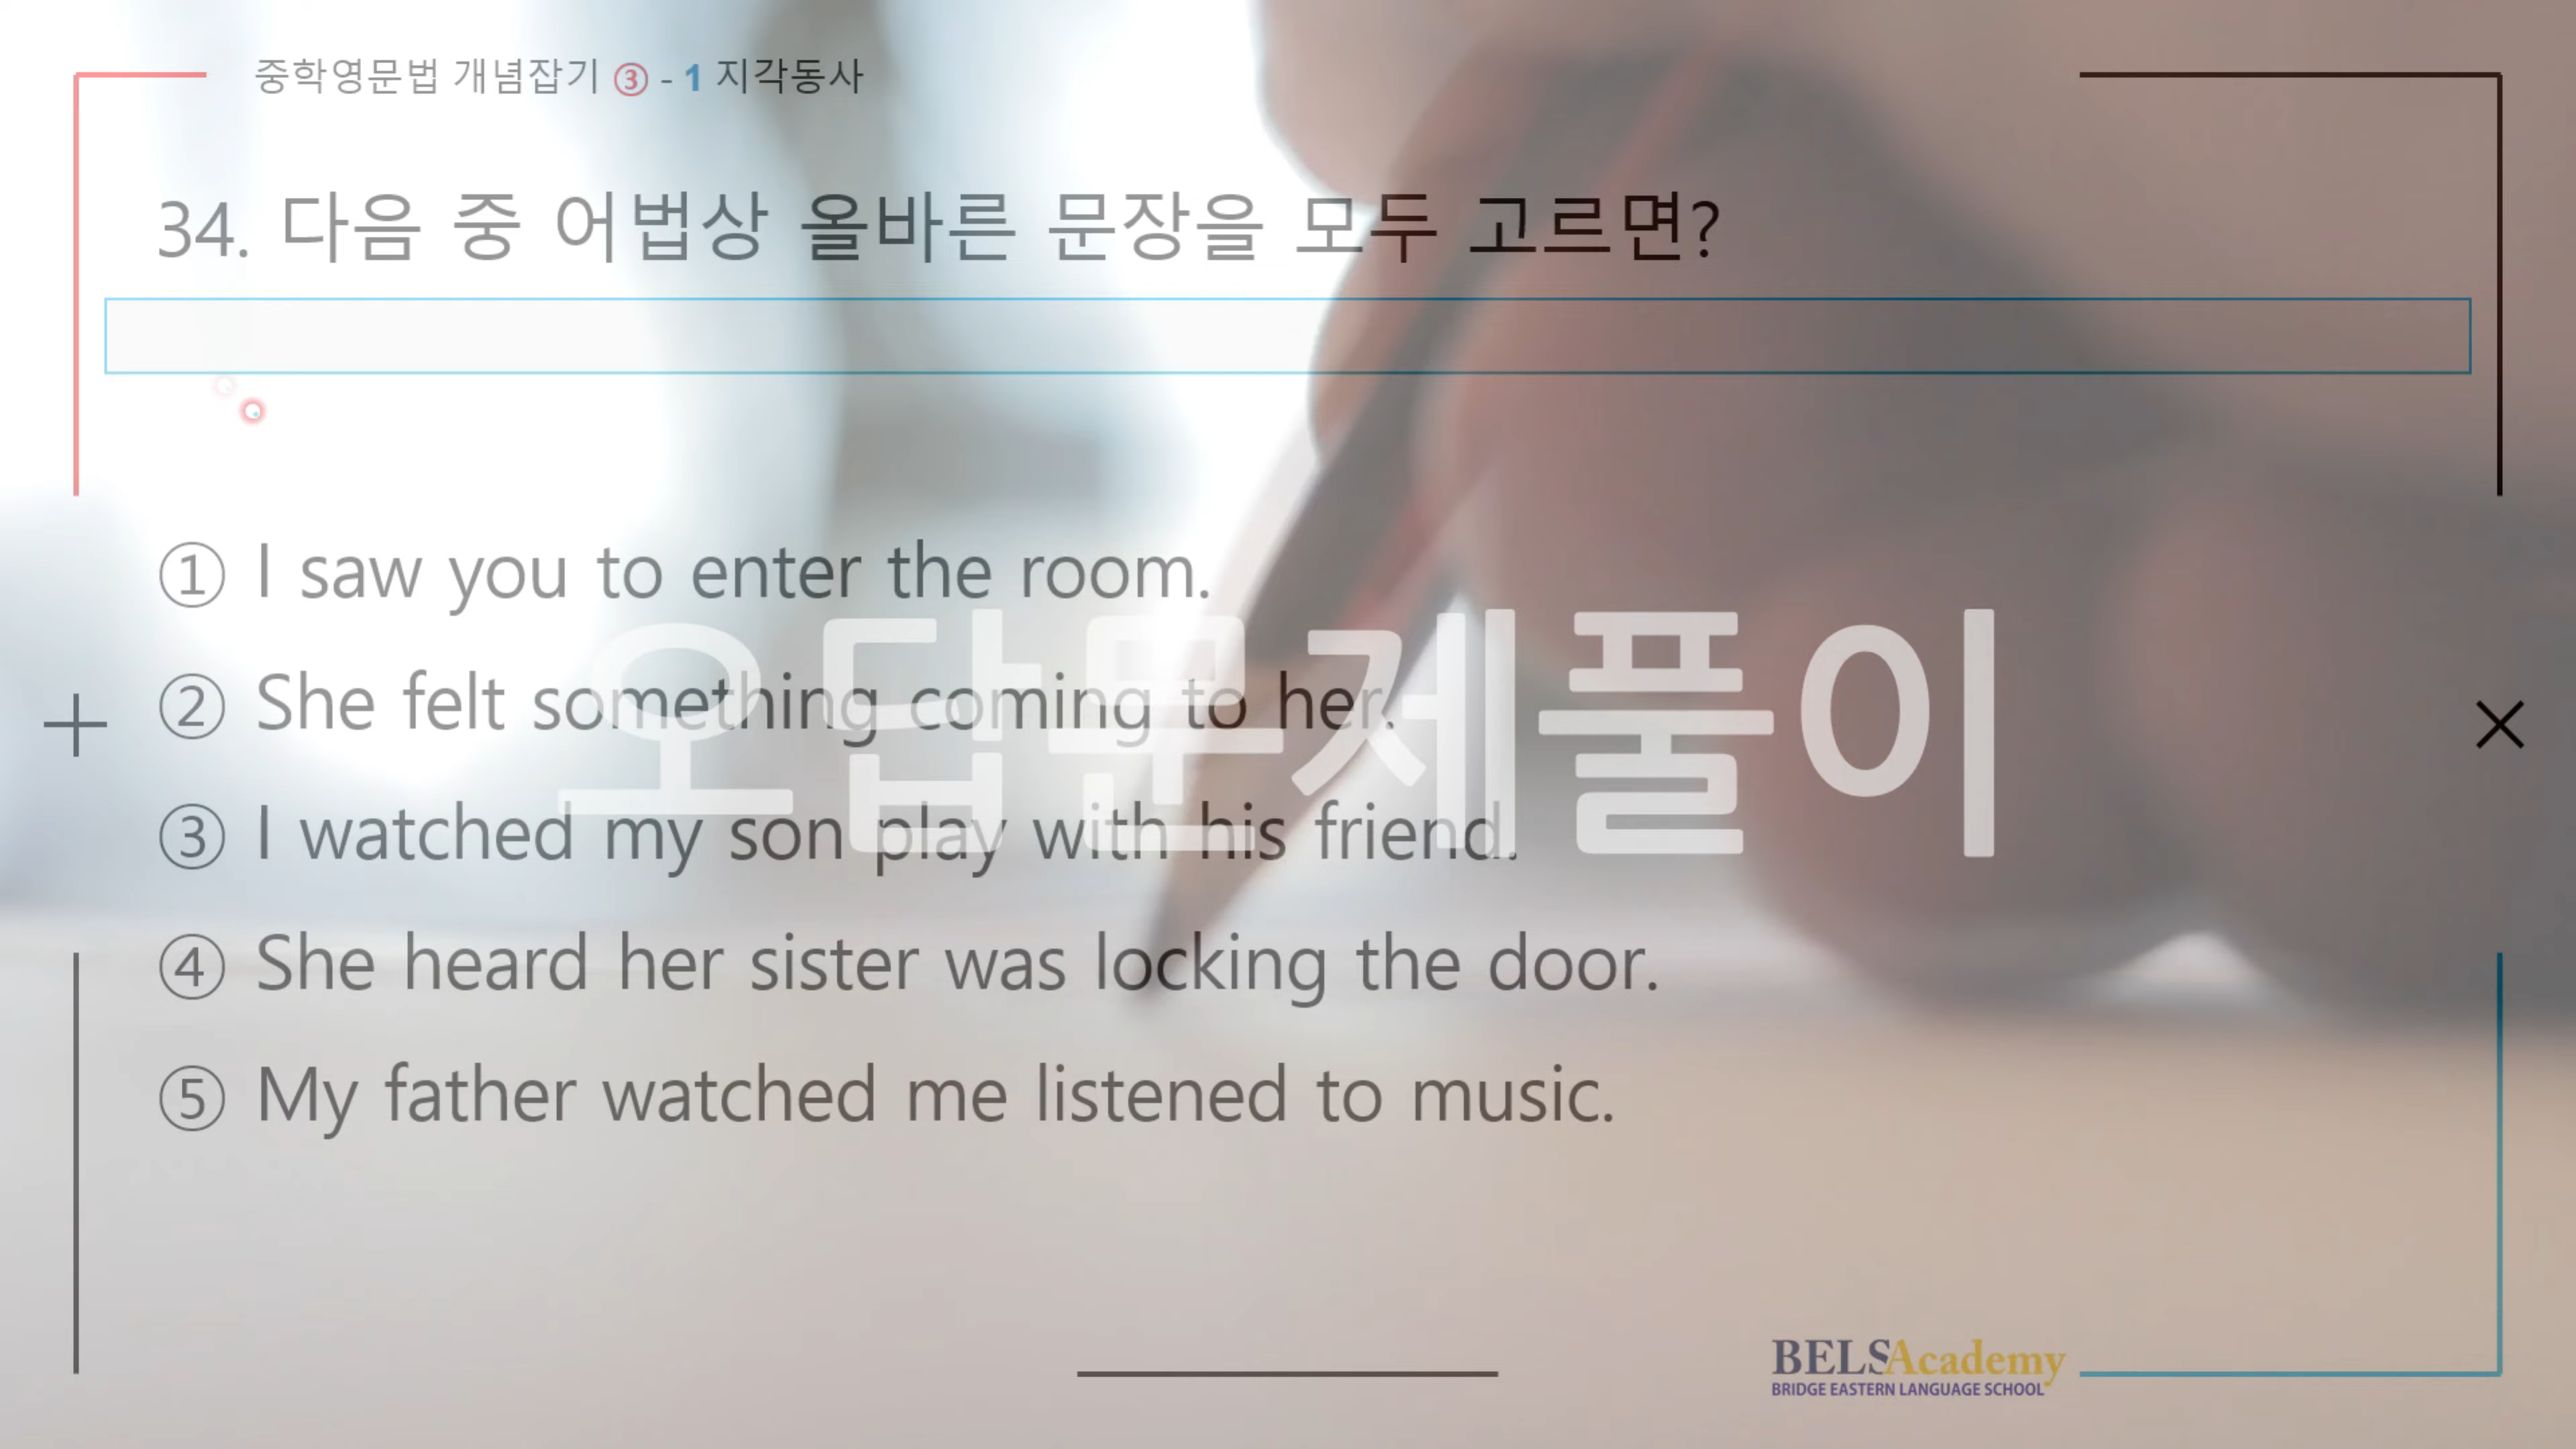 중학영문법 개념잡기 ③ - 1 지각동사
34. 다음 중 어법상 올바른 문장을 모두 고르면?
① I saw you to enter the room.
② She felt something coming to her.
오답문제풀이
③ I watched my son play with his friend.
④ She heard her sister was locking the door.
⑤ My father watched me listened to music.
BELSAcademy
BRIDGE EASTERN LANGUAGE SCHOOL